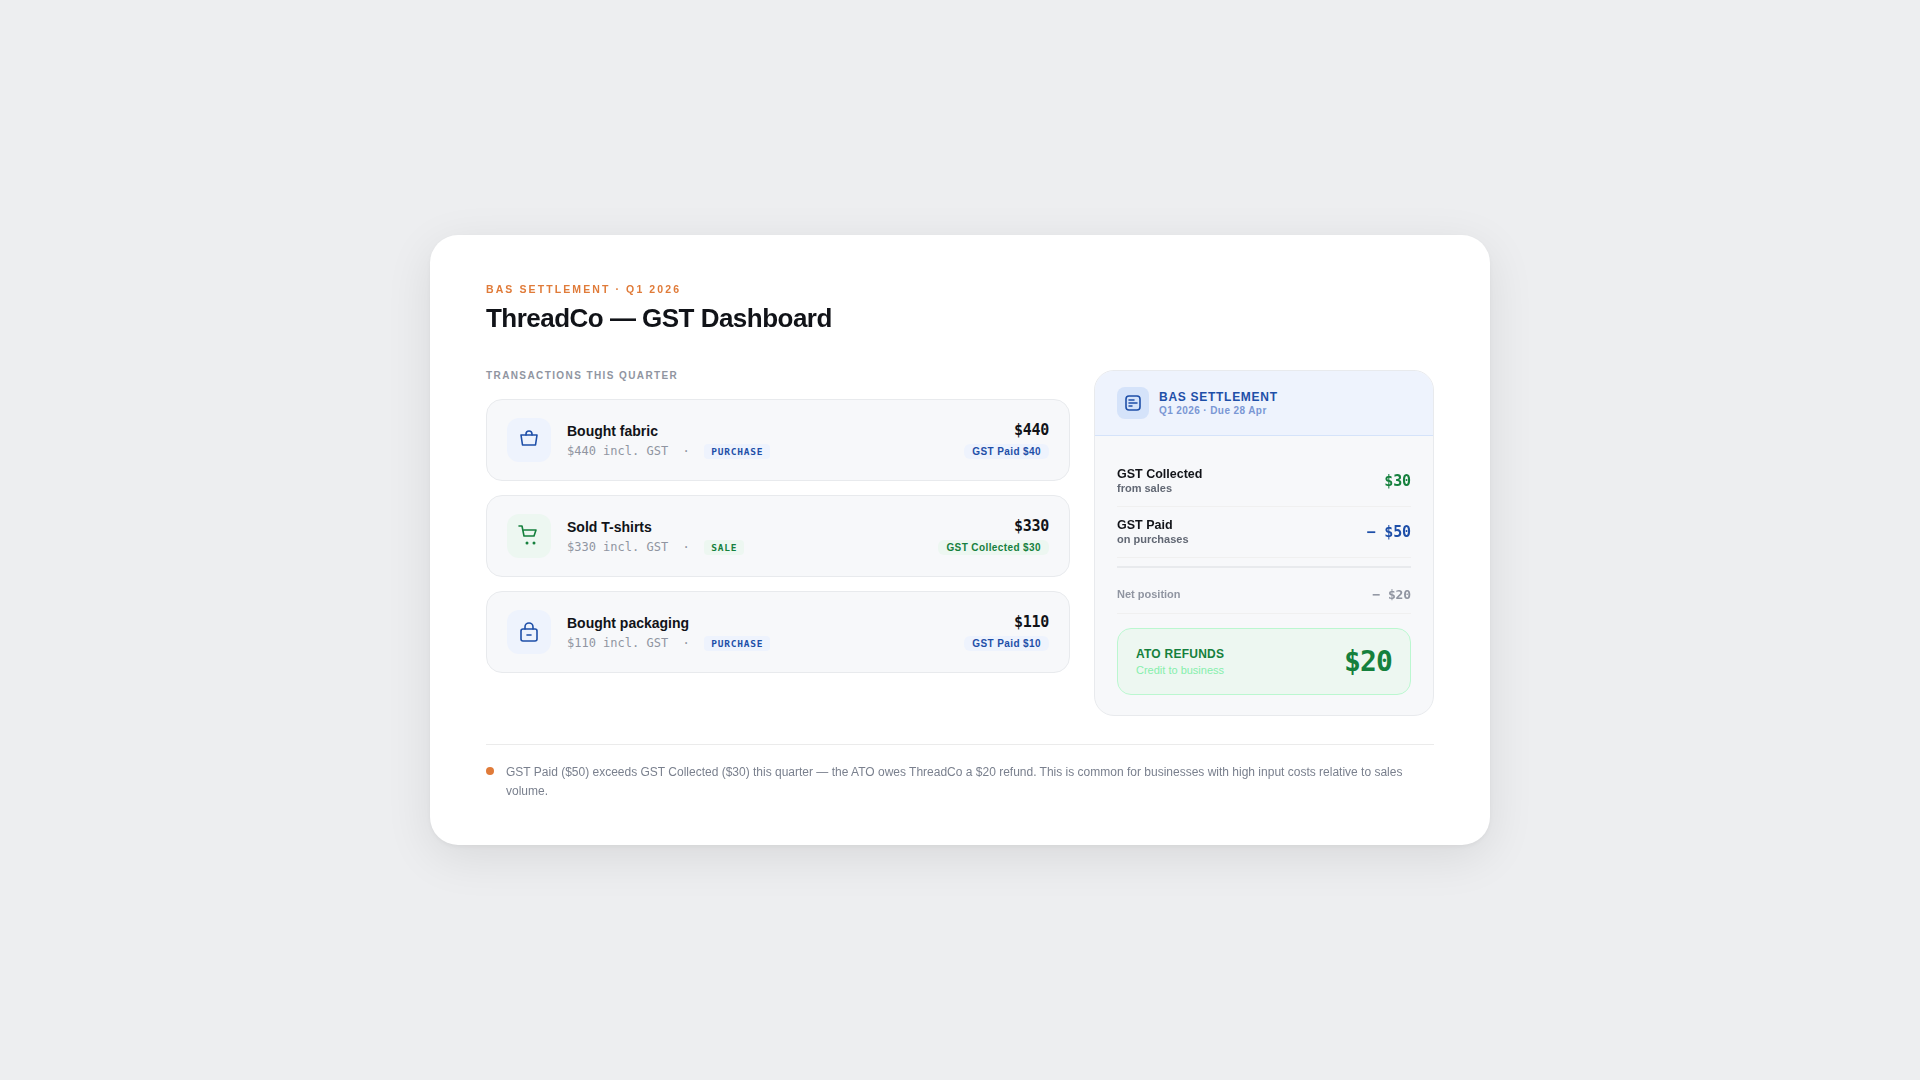 BAS SETTLEMENT · Q1 2026
ThreadCo — GST Dashboard
TRANSACTIONS THIS QUARTER
Bought fabric
$440 incl. GST · PURCHASE
$440
GST Paid $40
Sold T-shirts
$330 incl. GST · SALE
$330
GST Collected $30
Bought packaging
$110 incl. GST · PURCHASE
$110
GST Paid $10
BAS SETTLEMENT
Q1 2026 · Due 28 Apr
GST Collected
from sales
$30
GST Paid
on purchases
− $50
Net position
− $20
ATO REFUNDS
Credit to business
$20
GST Paid ($50) exceeds GST Collected ($30) this quarter — the ATO owes ThreadCo a $20 refund. This is common for businesses with high input costs relative to sales
volume.